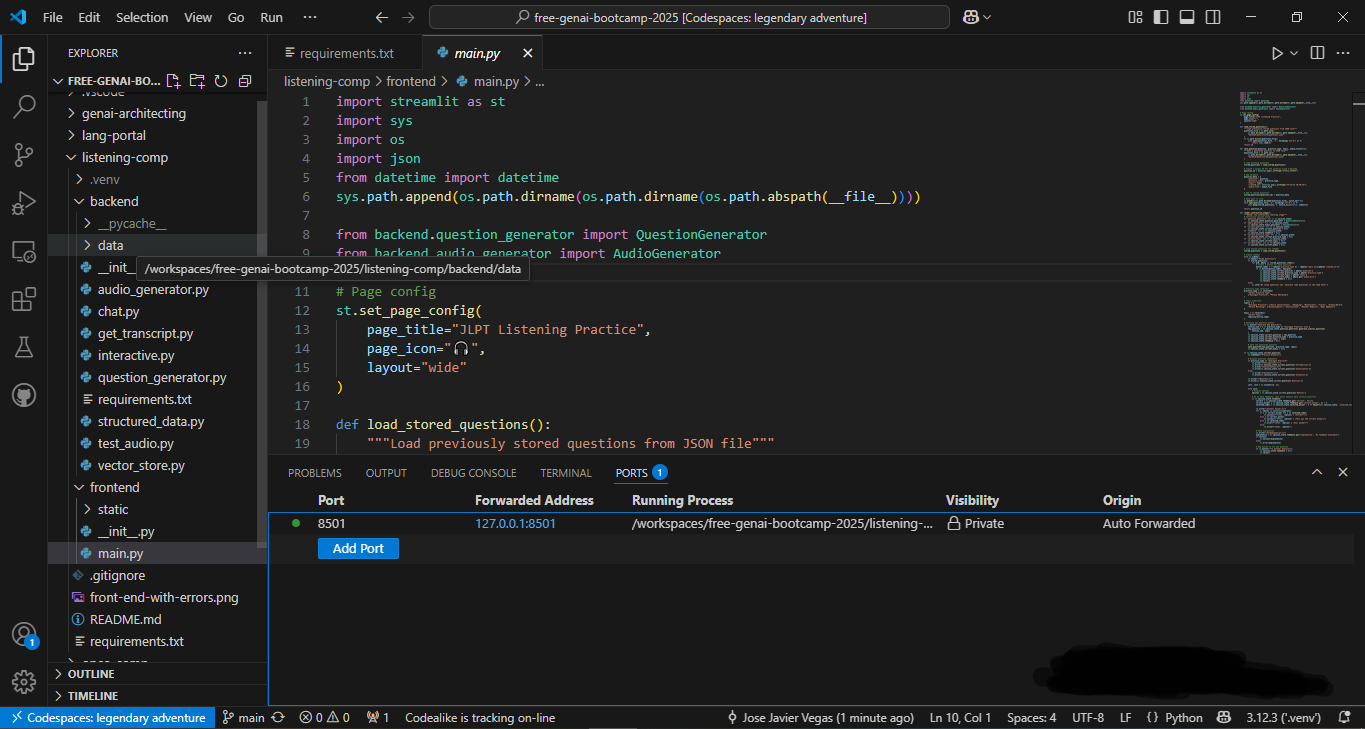 File Edit Selection View Go Run ··· free-genai-bootcamp-2025 [Codespaces: legendary adventure]
EXPLORER ···
FREE-GENAI-BO...
.vscode
genai-architecting
lang-portal
listening-comp
.venv
backend
__pycache__
data
__init__
/workspaces/free-genai-bootcamp-2025/listening-comp/backend/data
audio_generator.py
chat.py
get_transcript.py
interactive.py
question_generator.py
requirements.txt
structured_data.py
test_audio.py
vector_store.py
frontend
static
__init__.py
main.py
.gitignore
front-end-with-errors.png
README.md
requirements.txt
OUTLINE
TIMELINE
requirements.txt main.py
listening-comp > frontend > main.py > ...
1 import streamlit as st
2 import sys
3 import os
4 import json
5 from datetime import datetime
6 sys.path.append(os.path.dirname(os.path.dirname(os.path.abspath(__file__))))
7
8 from backend.question_generator import QuestionGenerator
9 from backend.audio_generator import AudioGenerator
11 # Page config
12 st.set_page_config(
13 page_title="JLPT Listening Practice",
14 page_icon="🎧",
15 layout="wide"
16 )
17
18 def load_stored_questions():
19 """Load previously stored questions from JSON file"""
PROBLEMS OUTPUT DEBUG CONSOLE TERMINAL PORTS 1
Port Forwarded Address Running Process Visibility Origin
8501 127.0.0.1:8501 /workspaces/free-genai-bootcamp-2025/listening-... Private Auto Forwarded
Add Port
1
Codespaces: legendary adventure main 0 0 1 Codealike is tracking on-line Jose Javier Vegas (1 minute ago) Ln 10, Col 1 Spaces: 4 UTF-8 LF {} Python 3.12.3 ('.venv')